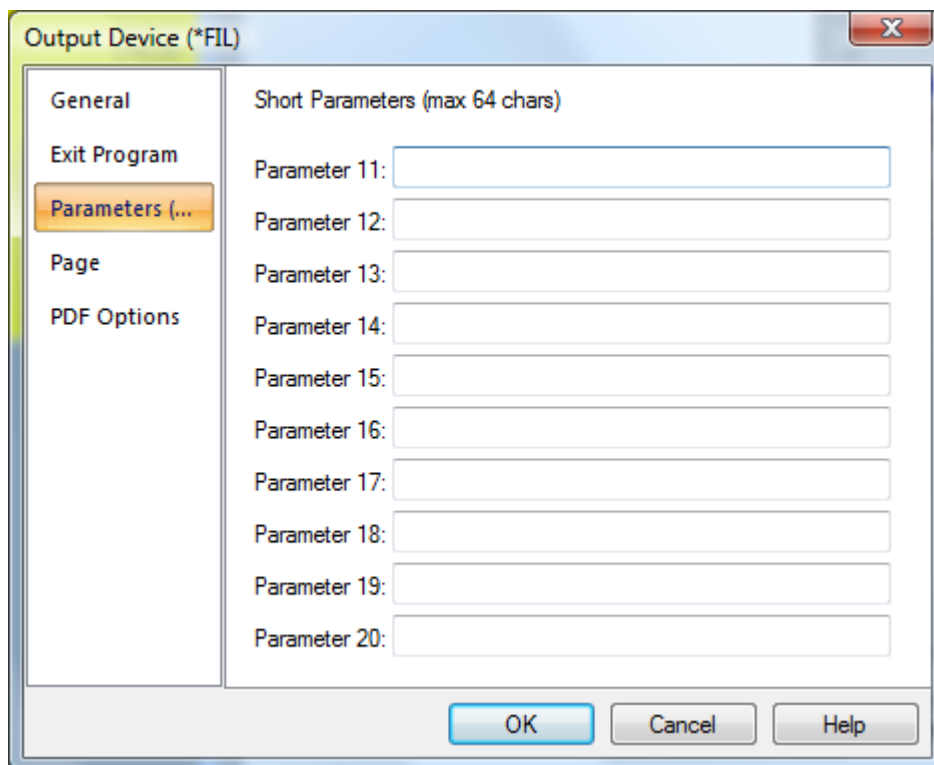 Output Device (*FIL)
General
Exit Program
Parameters (...
Page
PDF Options
Short Parameters (max 64 chars)
Parameter 11:
Parameter 12:
Parameter 13:
Parameter 14:
Parameter 15:
Parameter 16:
Parameter 17:
Parameter 18:
Parameter 19:
Parameter 20:
OK Cancel Help